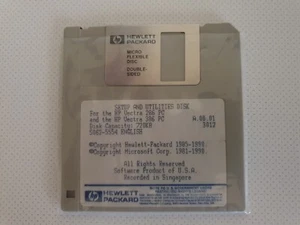 HEWLETT
PACKARD
MICRO
FLEXIBLE
DISC
DOUBLE-
SIDED
SETUP AND UTILITIES DISK
For the HP Vectra 286 PC
and the HP Vectra 386 PC A.00.01
Disk Capacity: 720KB
ENGLISH
©Copyright Hewlett-Packard 1985-1990.
©Copyright Microsoft Corp. 1981-1990.
All Rights Reserved
Software Product of U.S.A.
Recorded in Singapore
HEWLETT
PACKARD